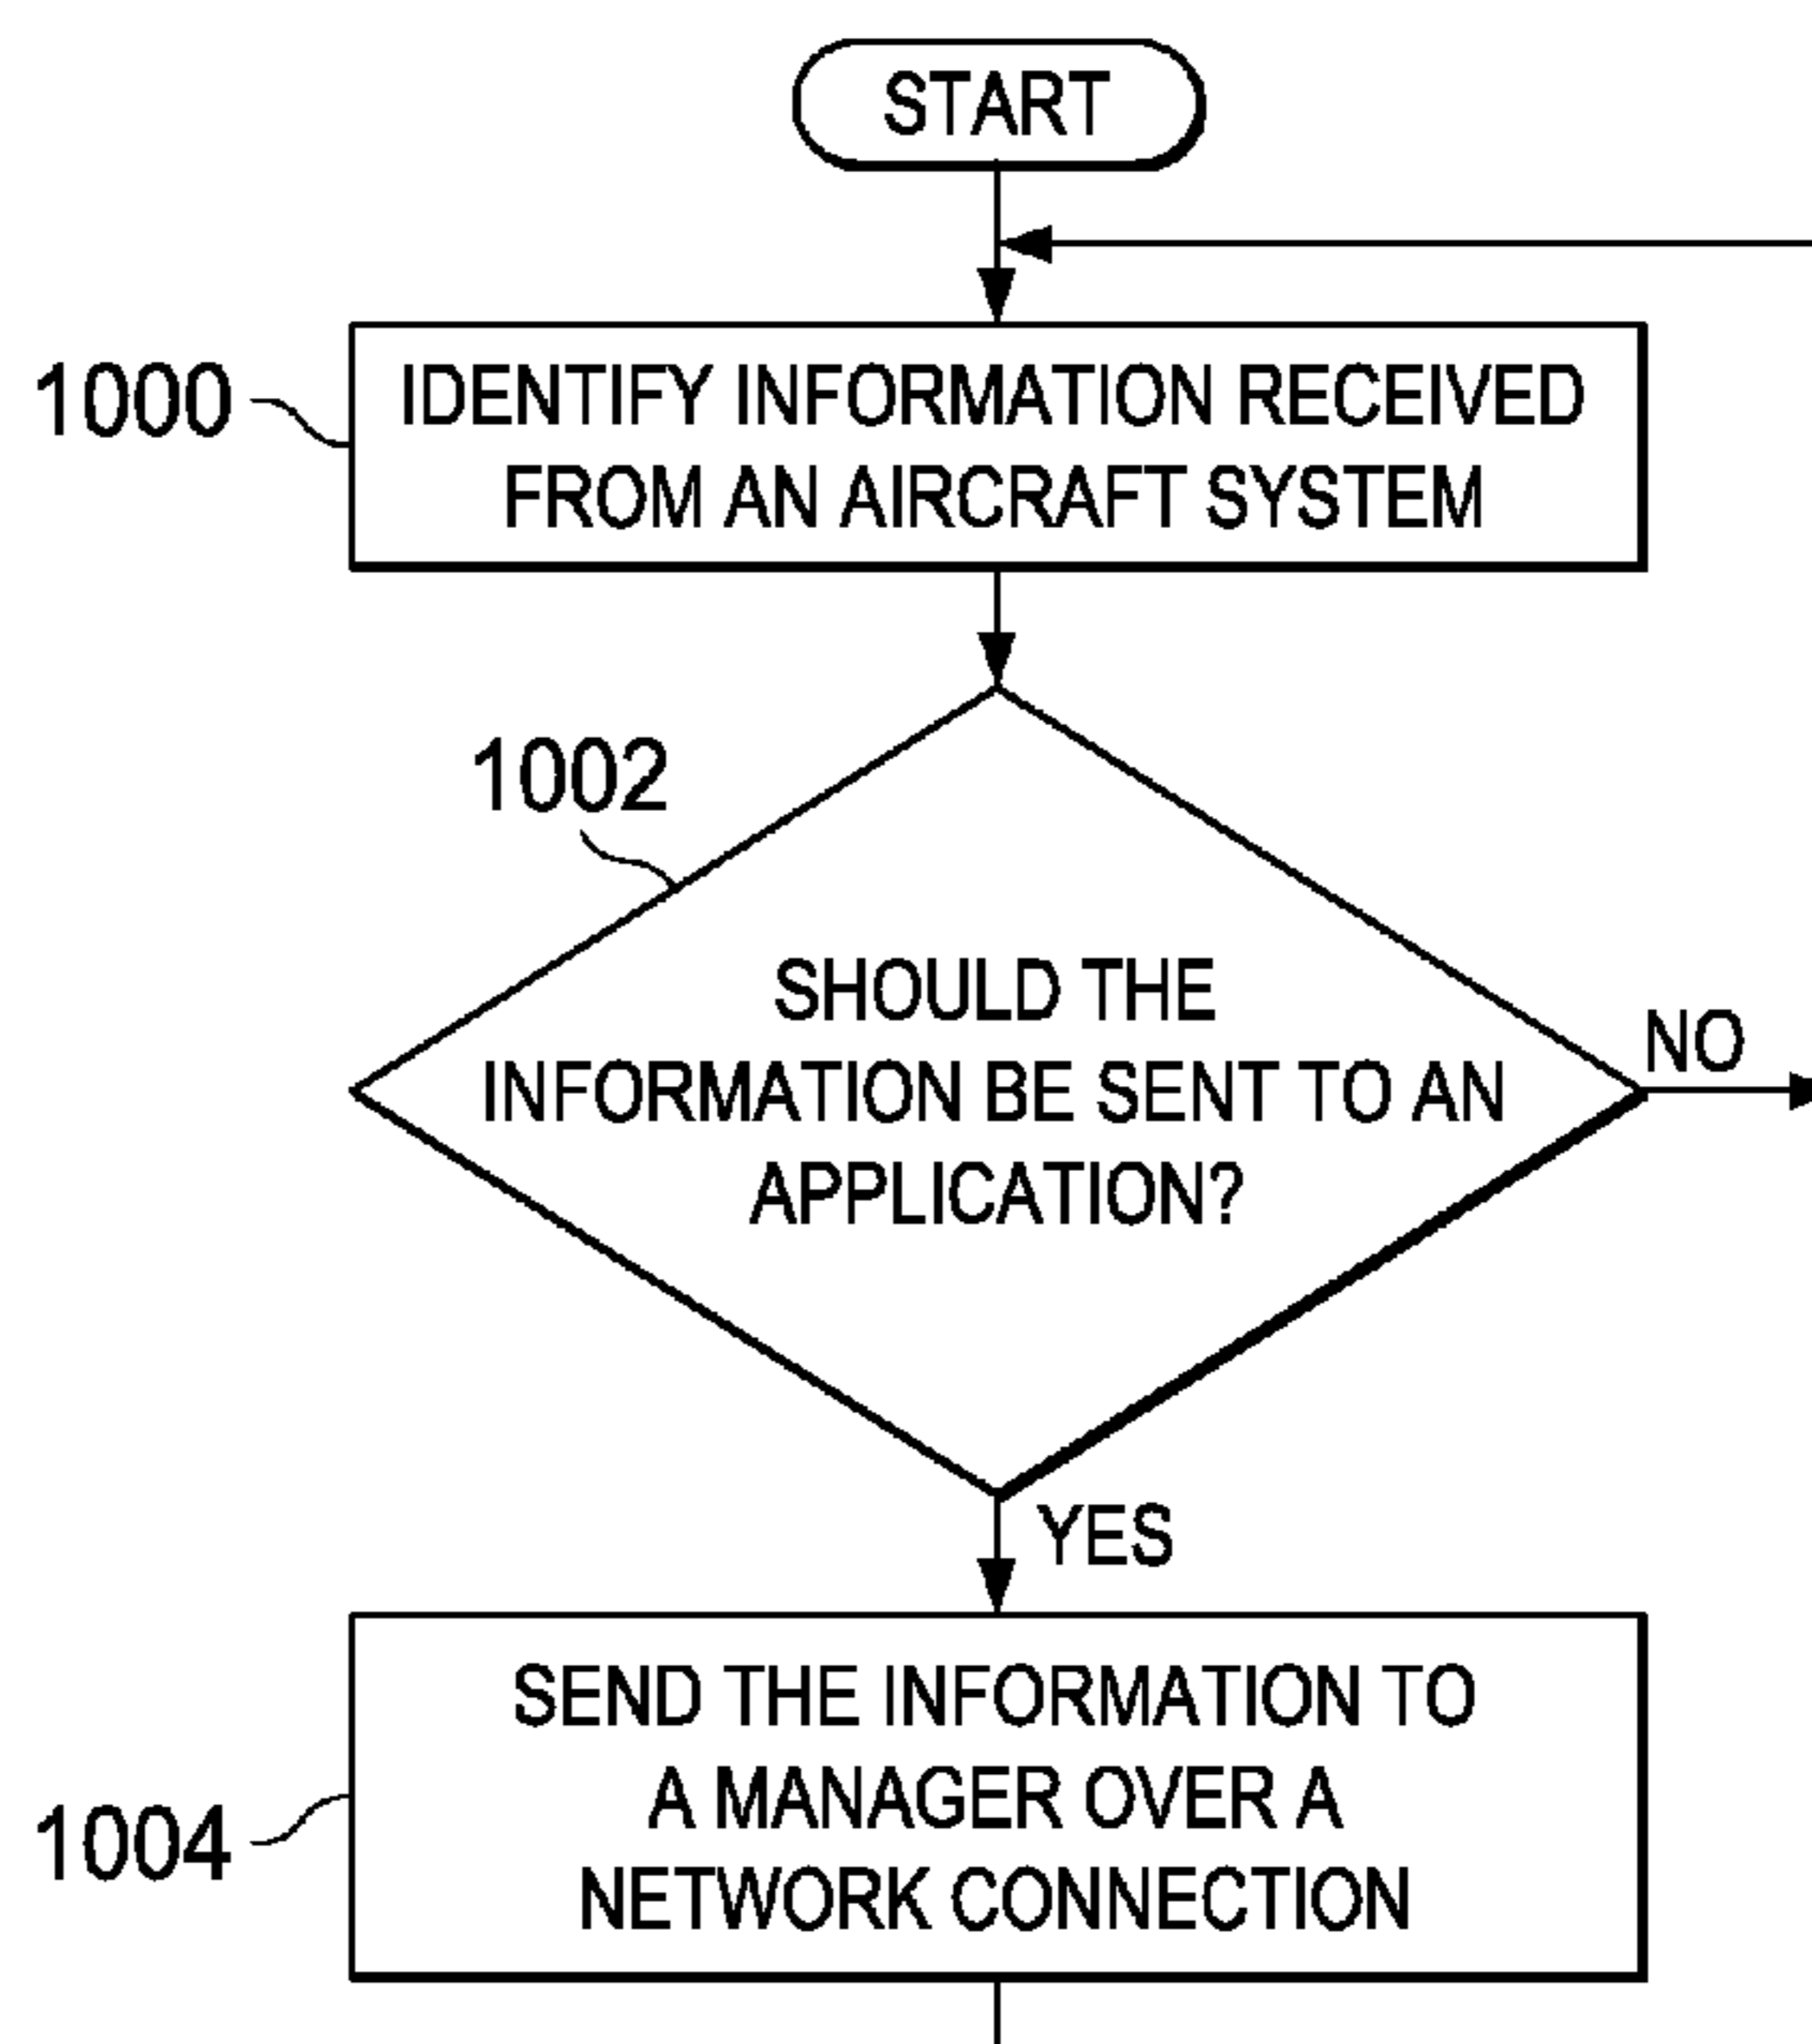 START
1000
IDENTIFY INFORMATION RECEIVED
FROM AN AIRCRAFT SYSTEM
1002
SHOULD THE
INFORMATION BE SENT TO AN
APPLICATION?
NO
YES
1004
SEND THE INFORMATION TO
A MANAGER OVER A
NETWORK CONNECTION